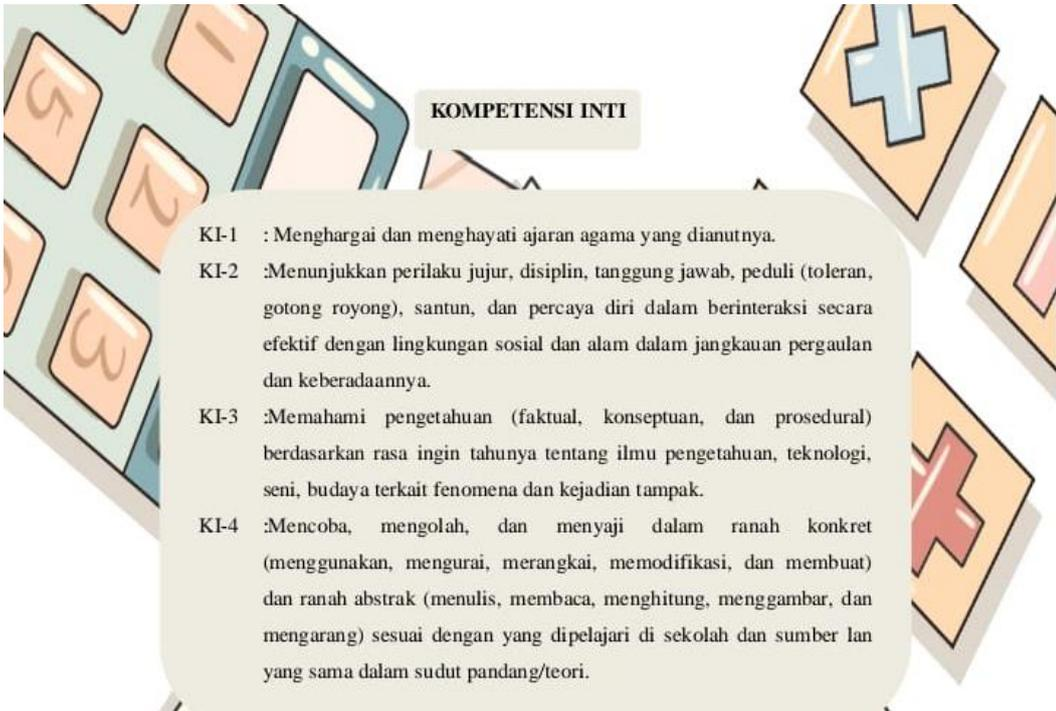 KOMPETENSI INTI
5
1
2
3
KI-1 : Menghargai dan menghayati ajaran agama yang dianutnya.
KI-2 :Menunjukkan perilaku jujur, disiplin, tanggung jawab, peduli (toleran,
gotong royong), santun, dan percaya diri dalam berinteraksi secara
efektif dengan lingkungan sosial dan alam dalam jangkauan pergaulan
dan keberadaannya.
KI-3 :Memahami pengetahuan (faktual, konseptuan, dan prosedural)
berdasarkan rasa ingin tahunya tentang ilmu pengetahuan, teknologi,
seni, budaya terkait fenomena dan kejadian tampak.
KI-4 :Mencoba, mengolah, dan menyaji dalam ranah konkret
(menggunakan, mengurai, merangkai, memodifikasi, dan membuat)
dan ranah abstrak (menulis, membaca, menghitung, menggambar, dan
mengarang) sesuai dengan yang dipelajari di sekolah dan sumber lan
yang sama dalam sudut pandang/teori.